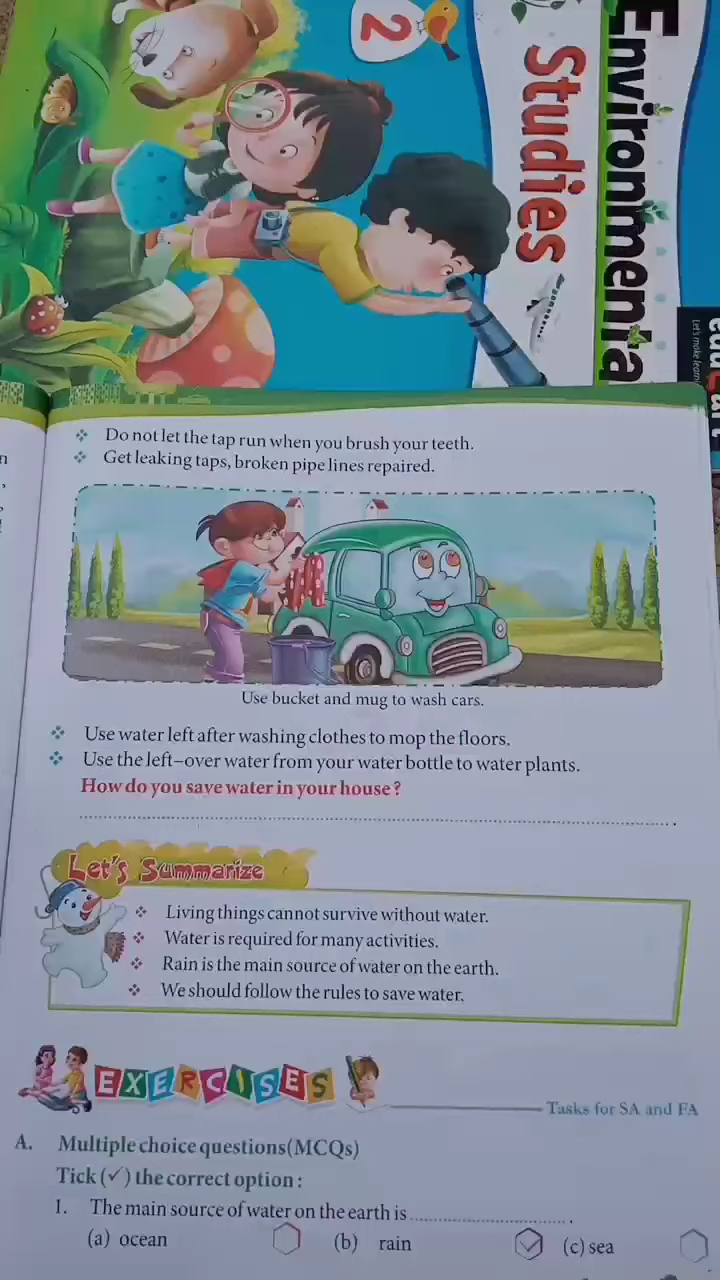 2
Environmenta
Studies
Let's make learn
Do not let the tap run when you brush your teeth.
Get leaking taps, broken pipe lines repaired.
Use bucket and mug to wash cars.
Use water left after washing clothes to mop the floors.
Use the left-over water from your water bottle to water plants.
How do you save water in your house?
Let's Summarize
Living things cannot survive without water.
Water is required for many activities.
Rain is the main source of water on the earth.
We should follow the rules to save water.
EXERCISES
Tasks for SA and FA
A. Multiple choice questions(MCQs)
Tick (✓) the correct option :
1. The main source of water on the earth is ............................... .
(a) ocean (b) rain ✓ (c) sea